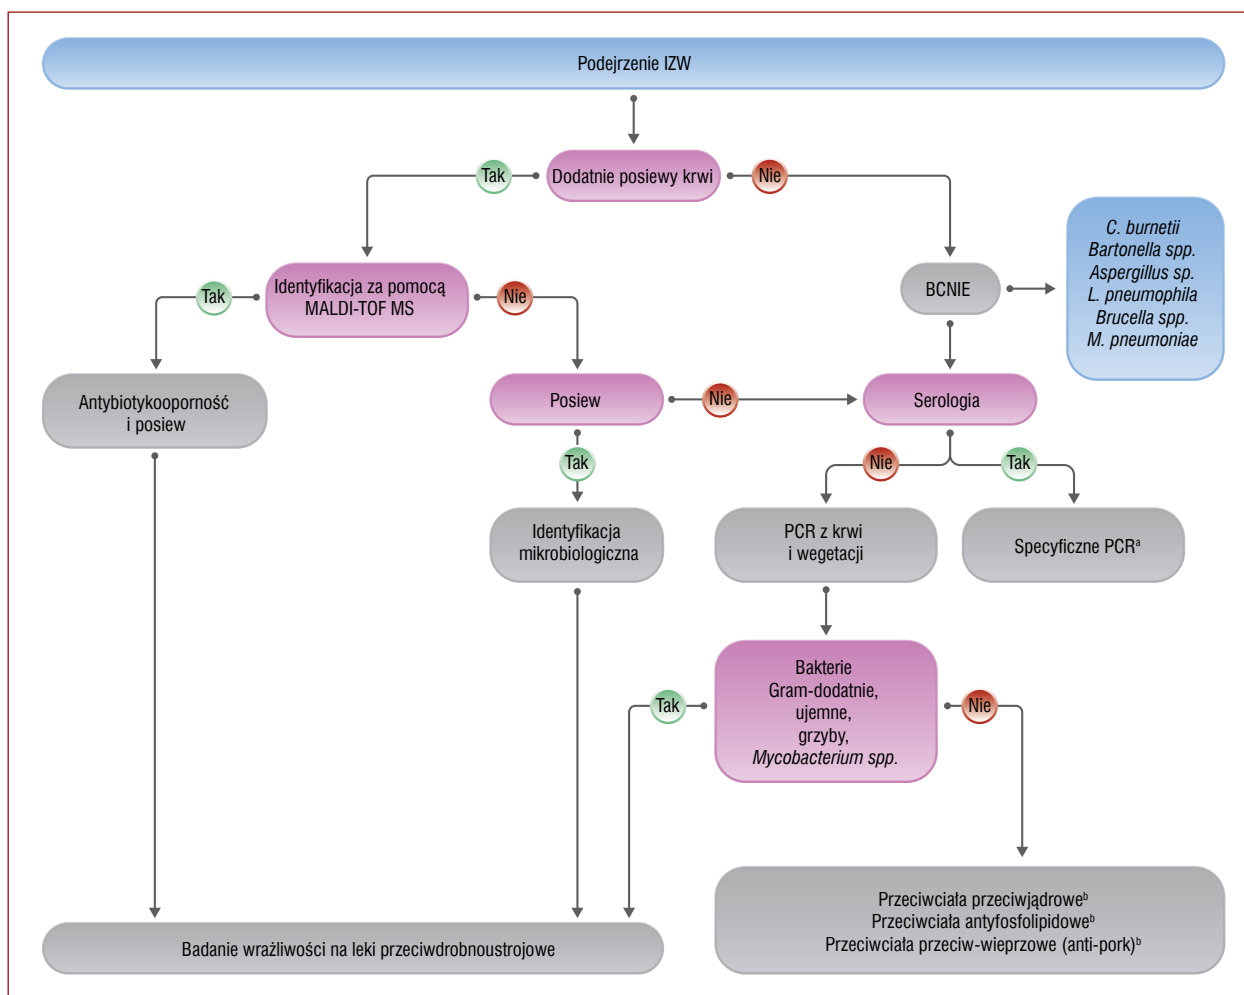 Podejrzenie IZW
Tak
Dodatnie posiewy krwi
Nie
C. burnetii
Bartonella spp.
Aspergillus sp.
L. pneumophila
Brucella spp.
M. pneumoniae
Tak
Identyfikacja za pomocą
MALDI-TOF MS
Nie
BCNIE
Antybiotykooporność
i posiew
Posiew
Nie
Serologia
Tak
Nie
Tak
Identyfikacja
mikrobiologiczna
PCR z krwi
i wegetacji
Specyficzne PCRª
Tak
Bakterie
Gram-dodatnie,
ujemne,
grzyby,
Mycobacterium spp.
Nie
Badanie wrażliwości na leki przeciwdrobnoustrojowe
Przeciwciała przeciwjądroweᵇ
Przeciwciała antyfosfolipidoweᵇ
Przeciwciała przeciw-wieprzowe (anti-pork)ᵇ